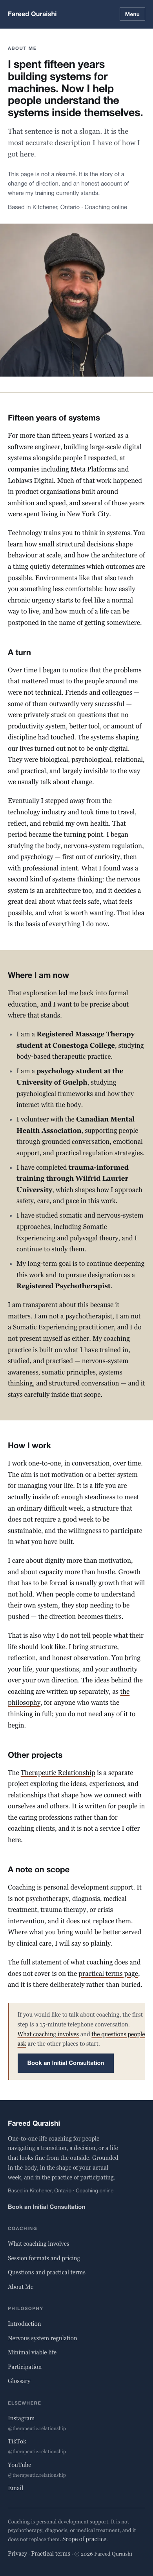 Fareed Quraishi
Menu
ABOUT ME
I spent fifteen years
building systems for
machines. Now I help
people understand the
systems inside themselves.
That sentence is not a slogan. It is the
most accurate description I have of how I
got here.
This page is not a résumé. It is the story of a
change of direction, and an honest account of
where my training currently stands.
Based in Kitchener, Ontario · Coaching online
Fifteen years of systems
For more than fifteen years I worked as a
software engineer, building large-scale digital
systems alongside people I respected, at
companies including Meta Platforms and
Loblaws Digital. Much of that work happened
in product organisations built around
ambition and speed, and several of those years
were spent living in New York City.
Technology trains you to think in systems. You
learn how small structural decisions shape
behaviour at scale, and how the architecture of
a thing quietly determines which outcomes are
possible. Environments like that also teach
you something less comfortable: how easily
chronic urgency starts to feel like a normal
way to live, and how much of a life can be
postponed in the name of getting somewhere.
A turn
Over time I began to notice that the problems
that mattered most to the people around me
were not technical. Friends and colleagues —
some of them outwardly very successful —
were privately stuck on questions that no
productivity system, better tool, or amount of
discipline had touched. The systems shaping
our lives turned out not to be only digital.
They were biological, psychological, relational,
and practical, and largely invisible to the way
we usually talk about change.
Eventually I stepped away from the
technology industry and took time to travel,
reflect, and rebuild my own health. That
period became the turning point. I began
studying the body, nervous-system regulation,
and psychology — first out of curiosity, then
with professional intent. What I found was a
second kind of systems thinking: the nervous
system is an architecture too, and it decides a
great deal about what feels safe, what feels
possible, and what is worth wanting. That idea
is the basis of everything I do now.
Where I am now
That exploration led me back into formal
education, and I want to be precise about
where that stands.
• I am a Registered Massage Therapy
student at Conestoga College, studying
body-based therapeutic practice.
• I am a psychology student at the
University of Guelph, studying
psychological frameworks and how they
interact with the body.
• I volunteer with the Canadian Mental
Health Association, supporting people
through grounded conversation, emotional
support, and practical regulation strategies.
• I have completed trauma-informed
training through Wilfrid Laurier
University, which shapes how I approach
safety, care, and pace in this work.
• I have studied somatic and nervous-system
approaches, including Somatic
Experiencing and polyvagal theory, and I
continue to study them.
• My long-term goal is to continue deepening
this work and to pursue designation as a
Registered Psychotherapist.
I am transparent about this because it
matters. I am not a psychotherapist, I am not
a Somatic Experiencing practitioner, and I do
not present myself as either. My coaching
practice is built on what I have trained in,
studied, and practised — nervous-system
awareness, somatic principles, systems
thinking, and structured conversation — and it
stays carefully inside that scope.
How I work
I work one-to-one, in conversation, over time.
The aim is not motivation or a better system
for managing your life. It is a life you are
actually inside of: enough steadiness to meet
an ordinary difficult week, a structure that
does not require a good week to be
sustainable, and the willingness to participate
in what you have built.
I care about dignity more than motivation,
and about capacity more than hustle. Growth
that has to be forced is usually growth that will
not hold. When people come to understand
their own system, they stop needing to be
pushed — the direction becomes theirs.
That is also why I do not tell people what their
life should look like. I bring structure,
reflection, and honest observation. You bring
your life, your questions, and your authority
over your own direction. The ideas behind the
coaching are written up separately, as the
philosophy, for anyone who wants the
thinking in full; you do not need any of it to
begin.
Other projects
The Therapeutic Relationship is a separate
project exploring the ideas, experiences, and
relationships that shape how we connect with
ourselves and others. It is written for people in
the caring professions rather than for
coaching clients, and it is not a service I offer
here.
A note on scope
Coaching is personal development support. It
is not psychotherapy, diagnosis, medical
treatment, trauma therapy, or crisis
intervention, and it does not replace them.
Where what you bring would be better served
by clinical care, I will say so plainly.
The full statement of what coaching does and
does not cover is on the practical terms page,
and it is there deliberately rather than buried.
If you would like to talk about coaching, the first
step is a 15-minute telephone conversation.
What coaching involves and the questions people
ask are the other places to start.
Book an Initial Consultation
Fareed Quraishi
One-to-one life coaching for people
navigating a transition, a decision, or a life
that looks fine from the outside. Grounded
in the body, in the shape of your actual
week, and in the practice of participating.
Based in Kitchener, Ontario · Coaching online
Book an Initial Consultation
COACHING
What coaching involves
Session formats and pricing
Questions and practical terms
About Me
PHILOSOPHY
Introduction
Nervous system regulation
Minimal viable life
Participation
Glossary
ELSEWHERE
Instagram
@therapeutic.relationship
TikTok
@therapeutic.relationship
YouTube
@therapeutic.relationship
Email
Coaching is personal development support. It is not
psychotherapy, diagnosis, or medical treatment, and it
does not replace them. Scope of practice.
Privacy · Practical terms · © 2026 Fareed Quraishi